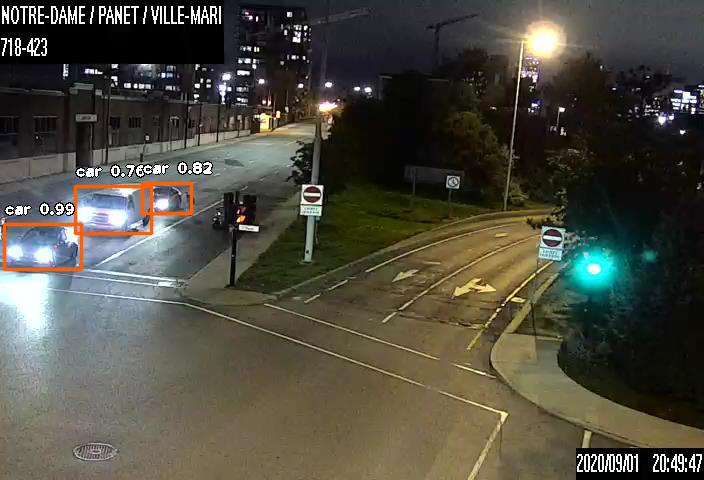 NOTRE-DAME / PANET / VILLE-MARI
718-423
car 0.76
car 0.82
car 0.99
2020/09/01 20:49:47